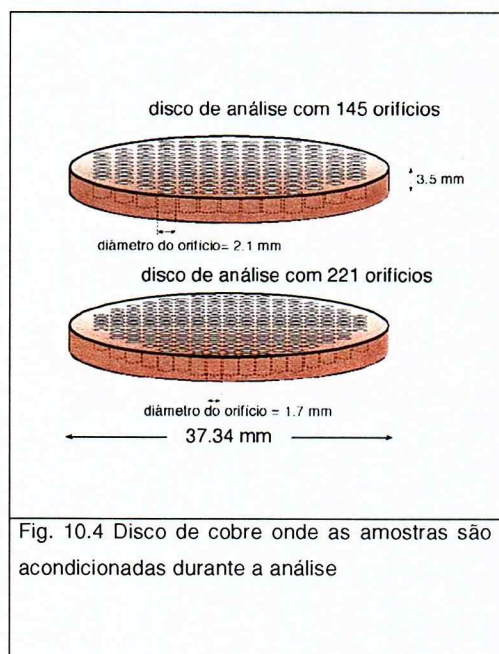 disco de análise com 145 orifícios
3.5 mm
diâmetro do orifício= 2.1 mm
disco de análise com 221 orifícios
diâmetro do orifício = 1.7 mm
37.34 mm
Fig. 10.4 Disco de cobre onde as amostras são
acondicionadas durante a análise